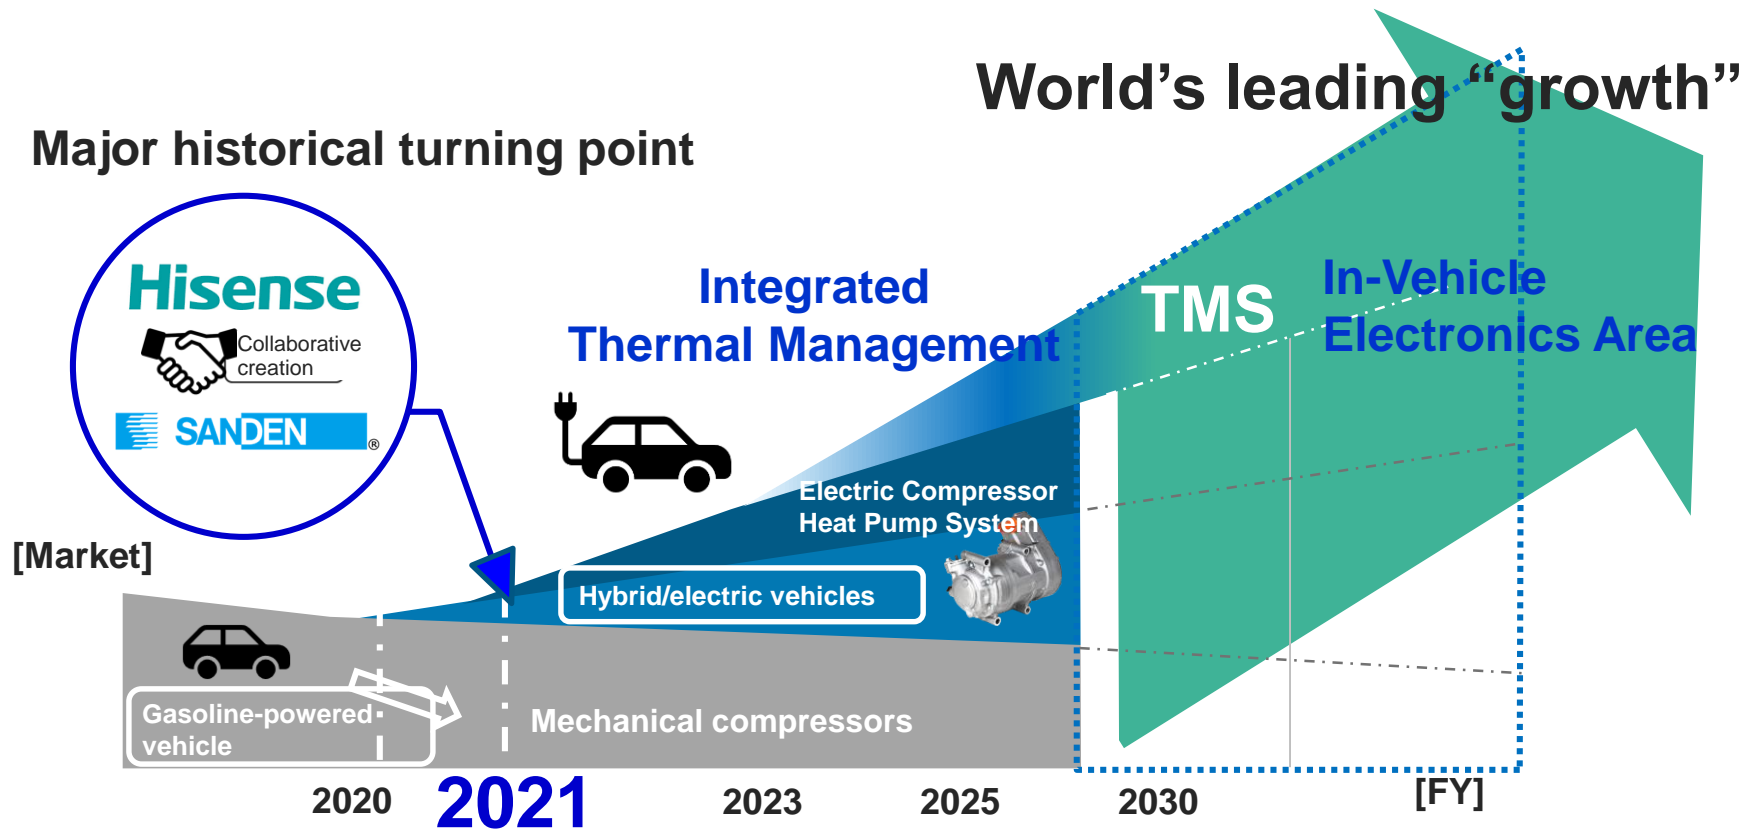 World’s leading “growth”
Major historical turning point
Hisense
Collaborative
creation
SANDEN
®
Integrated
Thermal Management
TMS
In-Vehicle
Electronics Area
Electric Compressor
Heat Pump System
[Market]
Hybrid/electric vehicles
Gasoline-powered
vehicle
Mechanical compressors
2020
2021
2023
2025
2030
[FY]